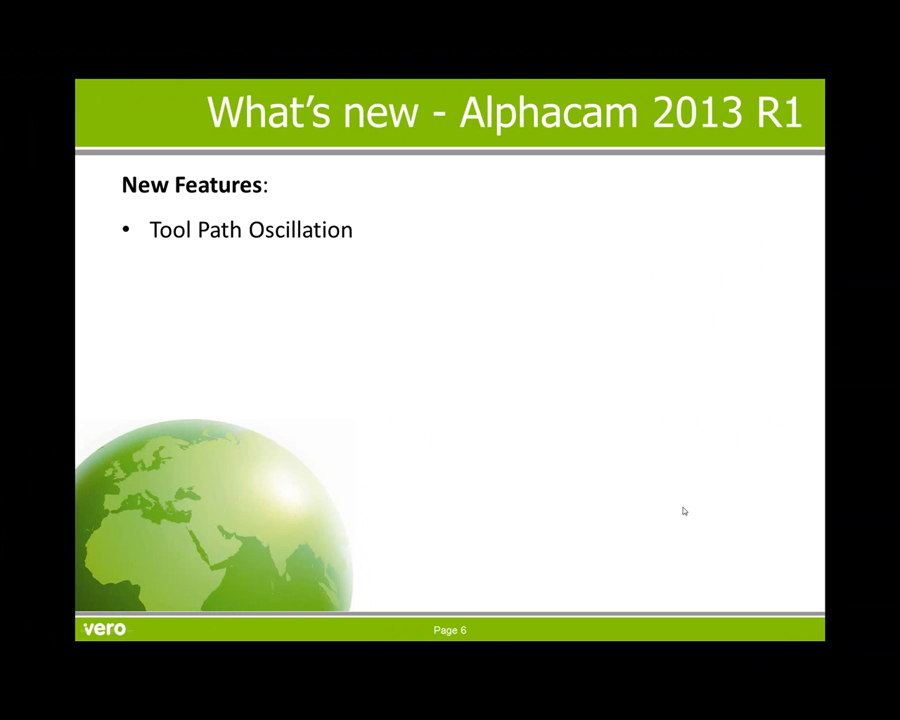 What's new - Alphacam 2013 R1
New Features:
• Tool Path Oscillation
vero
Page 6